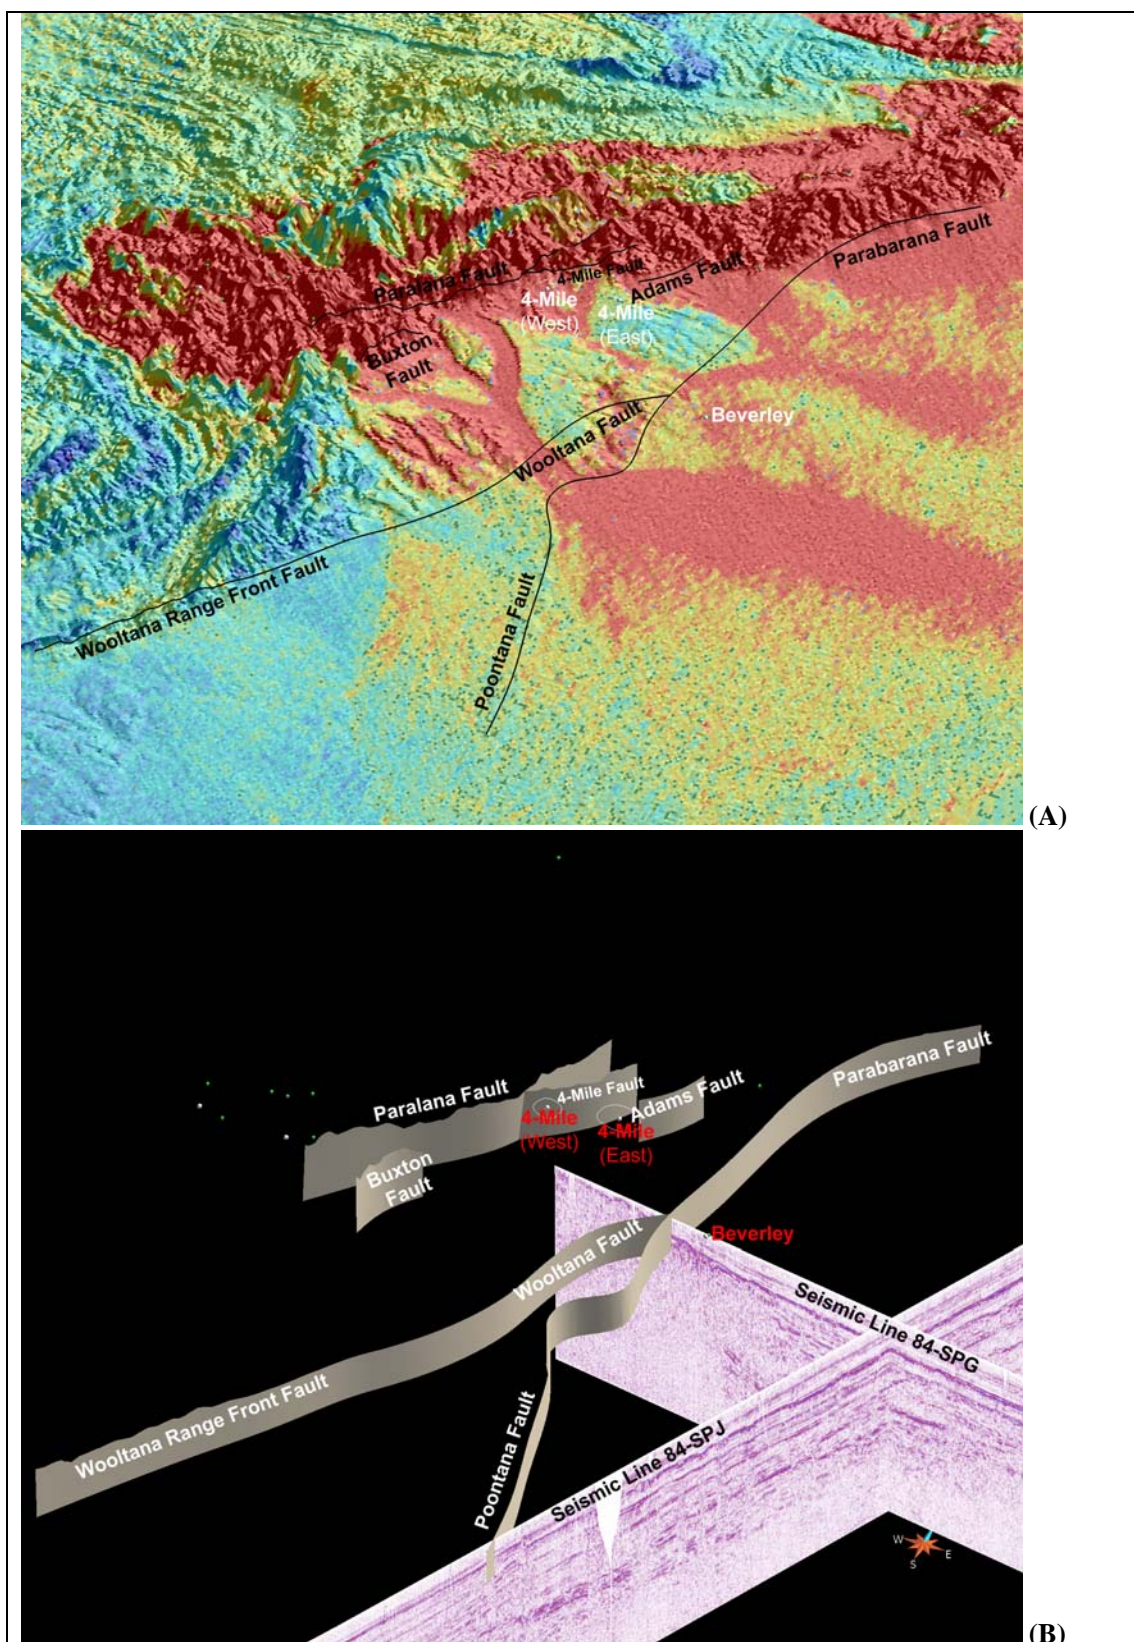 Paralana Fault
4-Mile Fault
Parabarana Fault
Adams Fault
4-Mile
(West)
4-Mile
(East)
Buxton
Fault
Beverley
Wooltana Fault
Wooltana Range Front Fault
Poontana Fault
(A)
Parabarana Fault
Paralana Fault
4-Mile Fault
Adams Fault
4-Mile
(West)
4-Mile
(East)
Buxton
Fault
Beverley
Wooltana Fault
Seismic Line 84-SPG
Wooltana Range Front Fault
Poontana Fault
Seismic Line 84-SPJ
W
S
E
(B)